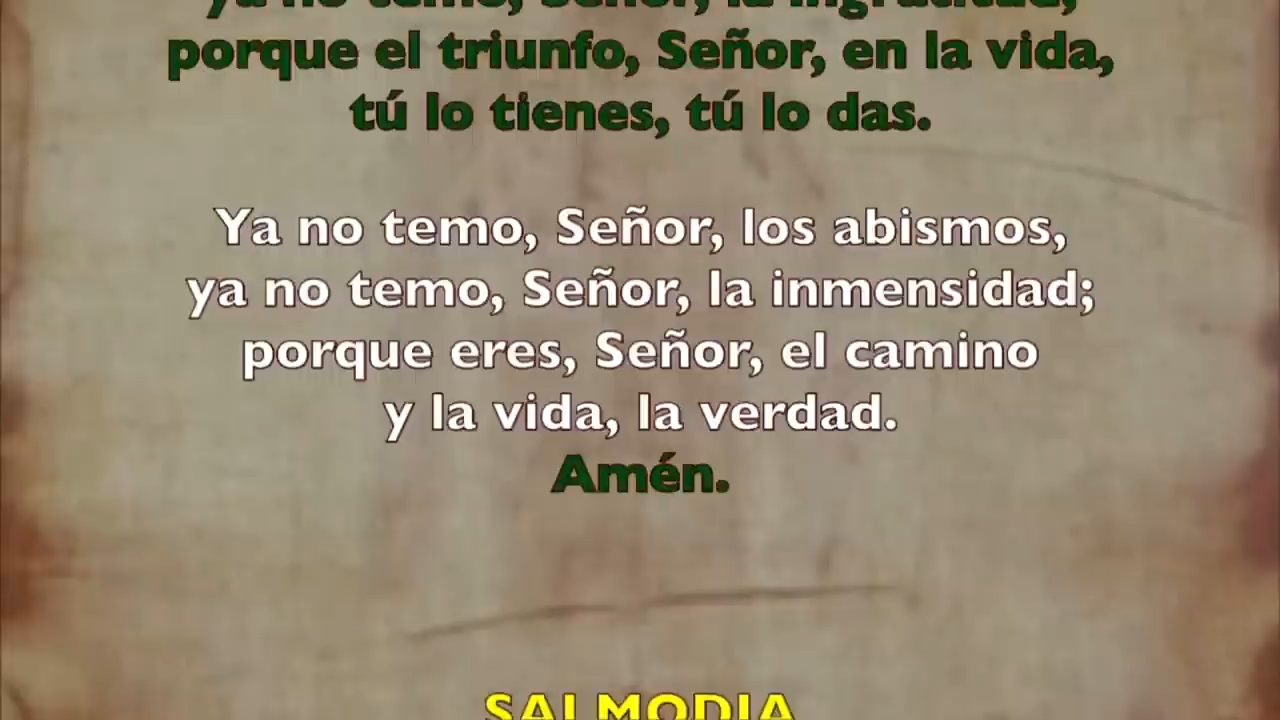 ya no temo, Señor, la ingratitud,
porque el triunfo, Señor, en la vida,
tú lo tienes, tú lo das.
Ya no temo, Señor, los abismos,
ya no temo, Señor, la inmensidad;
porque eres, Señor, el camino
y la vida, la verdad.
Amén.
SALMODIA